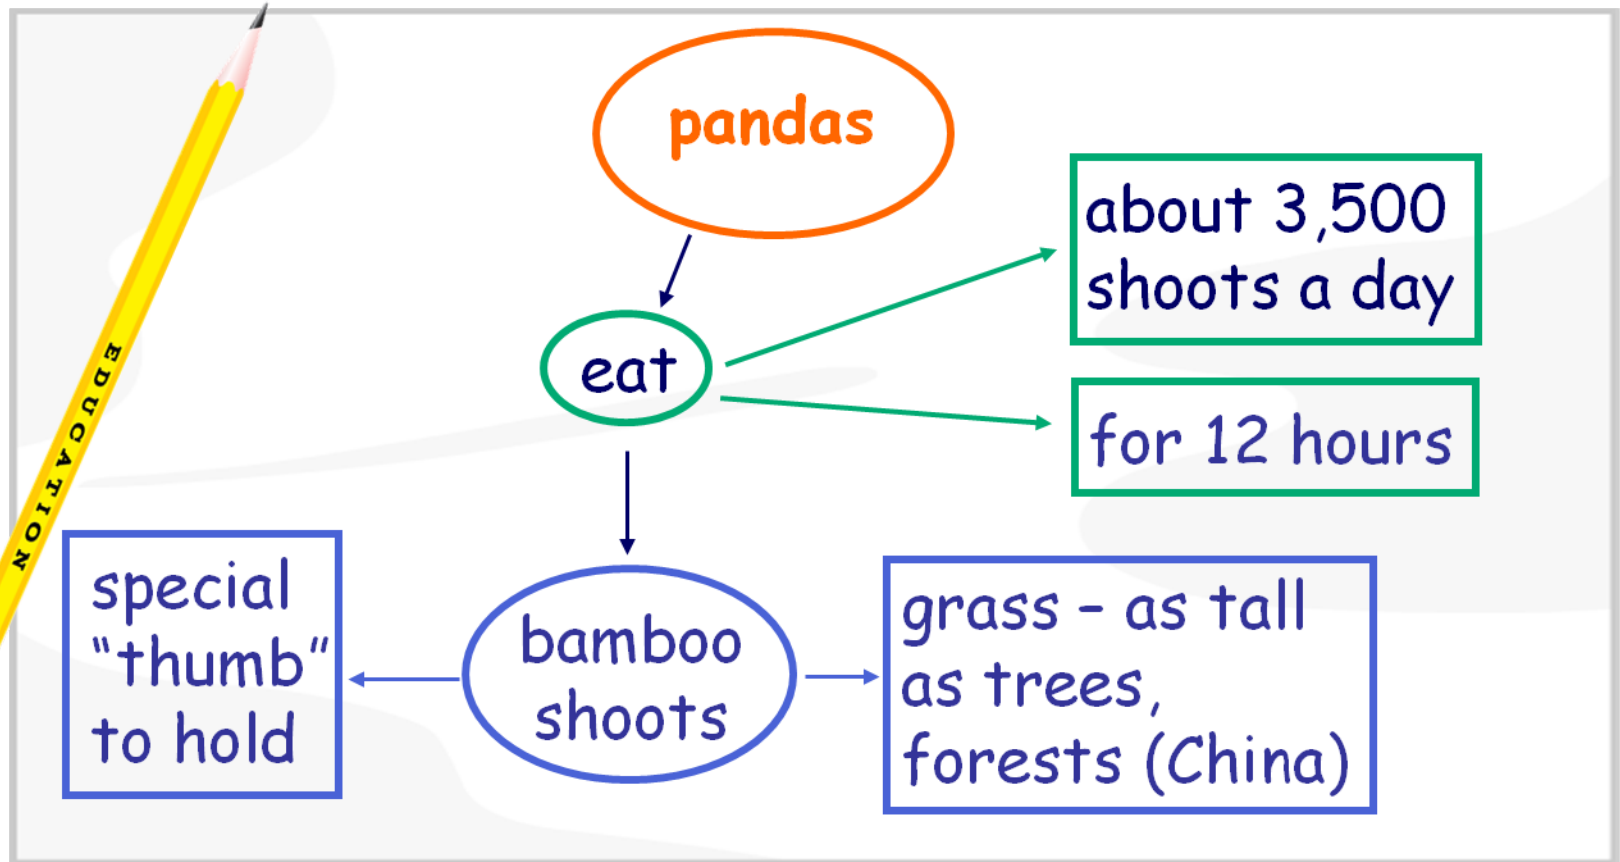 pandas
about 3,500
shoots a day
eat
for 12 hours
EDUCATION
special
“thumb”
to hold
bamboo
shoots
grass – as tall
as trees,
forests (China)